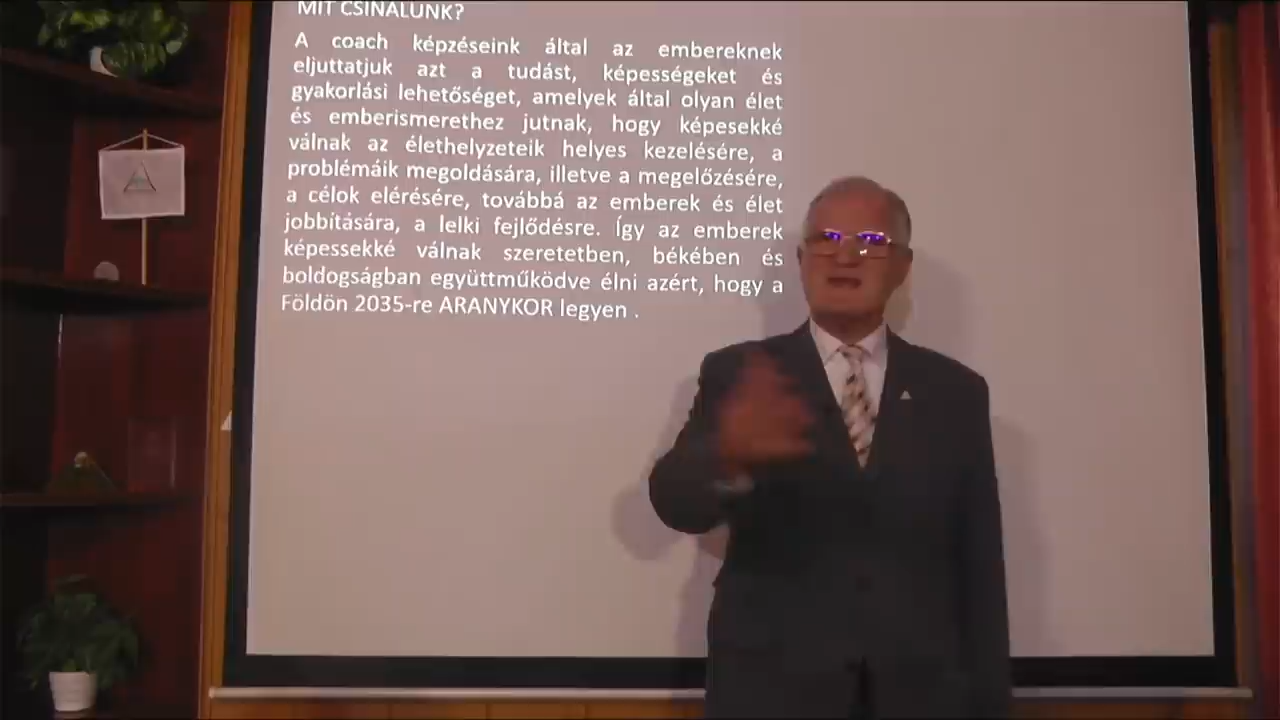 MIT CSINÁLUNK?
A coach képzéseink által az embereknek
eljuttatjuk azt a tudást, képességeket és
gyakorlási lehetőséget, amelyek által olyan élet
és emberismerethez jutnak, hogy képesekké
válnak az élethelyzeteik helyes kezelésére, a
problémáik megoldására, illetve a megelőzésére,
a célok elérésére, továbbá az emberek és élet
jobbítására, a lelki fejlődésre. Így az emberek
képessekké válnak szeretetben, békében és
boldogságban együttműködve élni azért, hogy a
Földön 2035-re ARANYKOR legyen .